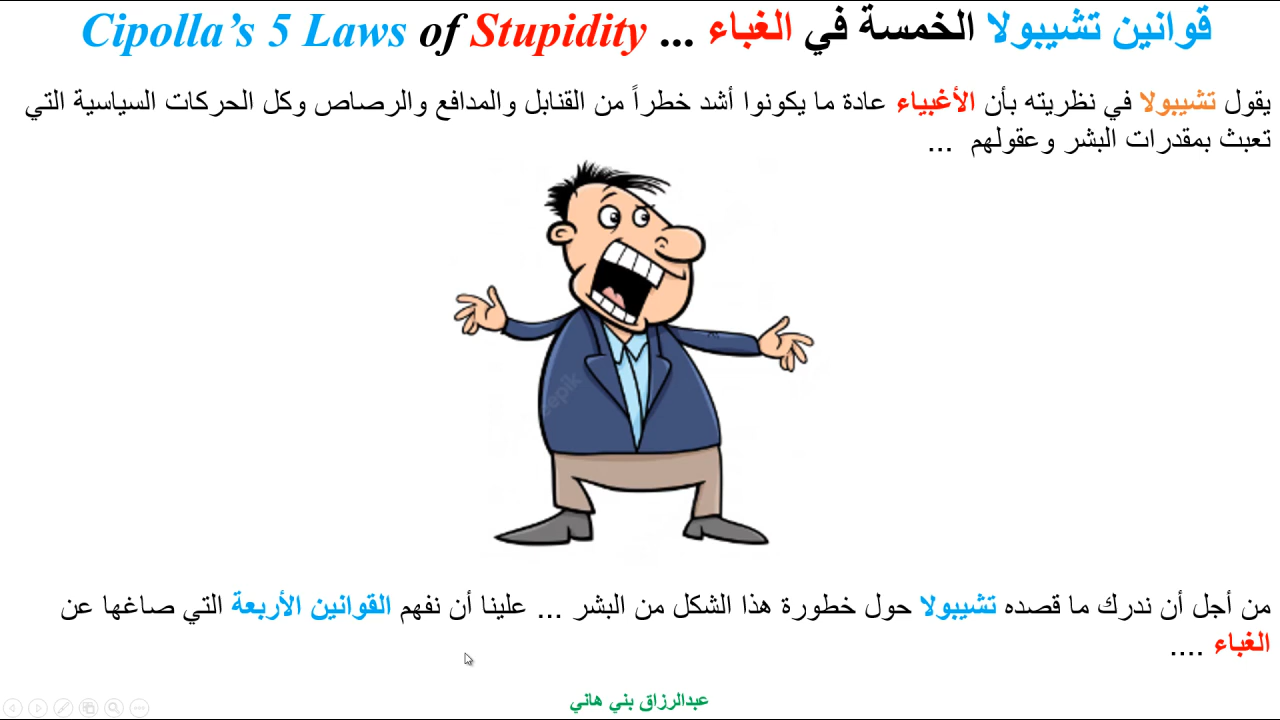 قوانين تشيبولا الخمسة في الغباء ... Cipolla's 5 Laws of Stupidity
يقول تشيبولا في نظريته بأن الأغبياء عادة ما يكونوا أشد خطراً من القنابل والمدافع والرصاص وكل الحركات السياسية التي
تعبث بمقدرات البشر وعقولهم ...
eepik
من أجل أن ندرك ما قصده تشيبولا حول خطورة هذا الشكل من البشر ... علينا أن نفهم القوانين الأربعة التي صاغها عن
الغباء ....
عبدالرزاق بني هاني